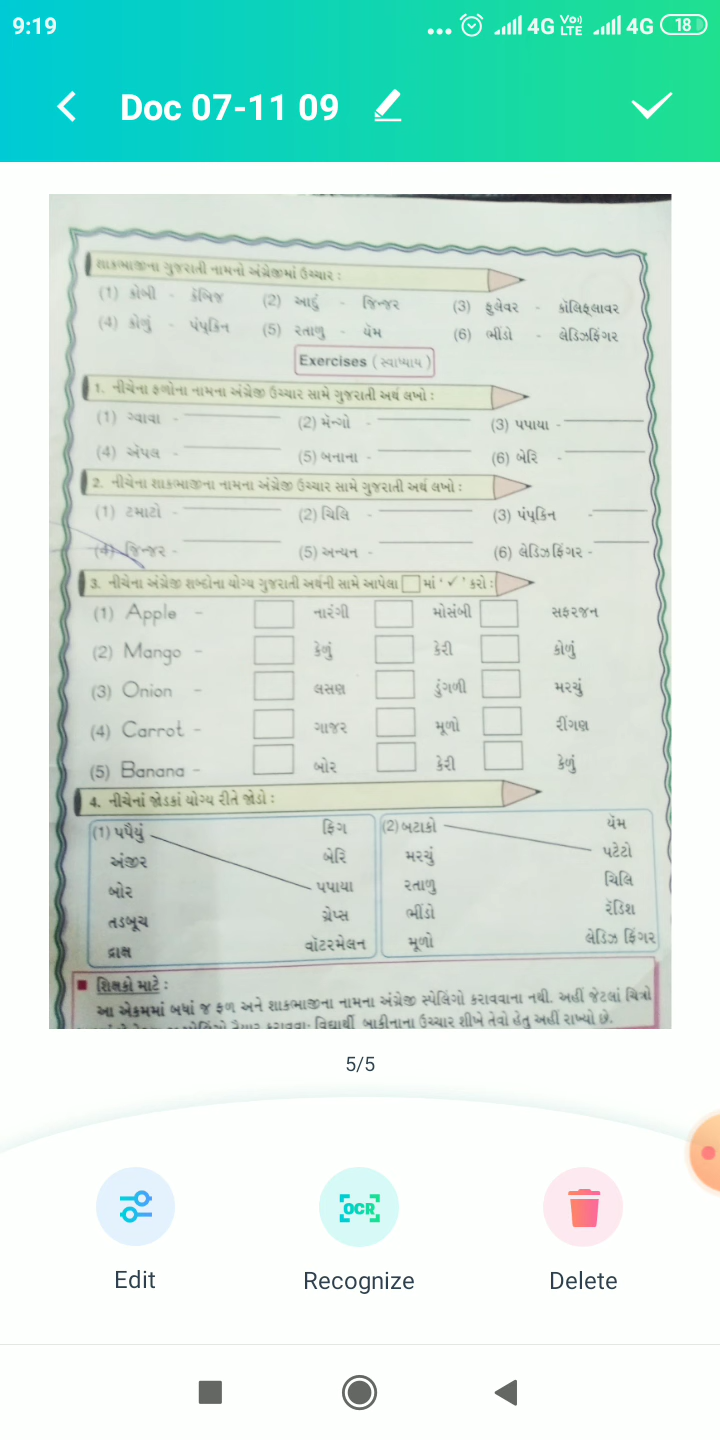 9:19
... 4G VoLTE 4G 18
Doc 07-11 09
શાકભાજીના ગુજરાતી નામનો અંગ્રેજીમાં ઉચ્ચાર :
(1) કોબી - કૅબિજ (2) આદું - જિન્જર (3) ફુલેવર - કૉલિફ્લાવર
(4) કોળું - પંપ્કિન (5) રતાળુ - યૅમ (6) ભીંડો - લેડિઝફિંગર
Exercises (સ્વાધ્યાય)
1. નીચેના ફળોના નામના અંગ્રેજી ઉચ્ચાર સામે ગુજરાતી અર્થ લખો :
(1) ગ્વાવા - (2) મૅન્ગો - (3) પપાયા -
(4) ઍપલ - (5) બનાના - (6) બેરિ -
2. નીચેના શાકભાજીના નામના અંગ્રેજી ઉચ્ચાર સામે ગુજરાતી અર્થ લખો :
(1) ટમાટો - (2) ચિલિ - (3) પંપ્કિન -
(4) જિન્જર - (5) અન્યન - (6) લેડિઝ ફિંગર -
3. નીચેના અંગ્રેજી શબ્દોના યોગ્ય ગુજરાતી અર્થની સામે આપેલા □ માં ' ✓ ' કરો :
(1) Apple - □ નારંગી □ મોસંબી □ સફરજન
(2) Mango - □ કેળું □ કેરી □ કોળું
(3) Onion - □ લસણ □ ડુંગળી □ મરચું
(4) Carrot - □ ગાજર □ મૂળો □ રીંગણ
(5) Banana - □ બોર □ કેરી □ કેળું
4. નીચેનાં જોડકાં યોગ્ય રીતે જોડો :
(1) પપૈયું ફિગ (2) બટાકો યૅમ
અંજીર બેરિ મરચું પટેટો
બોર પપાયા રતાળુ ચિલિ
તડબૂચ ગ્રેપ્સ ભીંડો રૅડિશ
દ્રાક્ષ વૉટરમેલન મૂળો લેડિઝ ફિંગર
શિક્ષકો માટે :
આ એકમમાં બધાં જ ફળ અને શાકભાજીના નામના અંગ્રેજી સ્પેલિંગો કરાવવાના નથી. અહીં જેટલાં ચિત્રો
વિદ્યાર્થી બાકીનાના ઉચ્ચાર શીખે તેવો હેતુ અહીં રાખ્યો છે.
5/5
OCR
Edit Recognize Delete